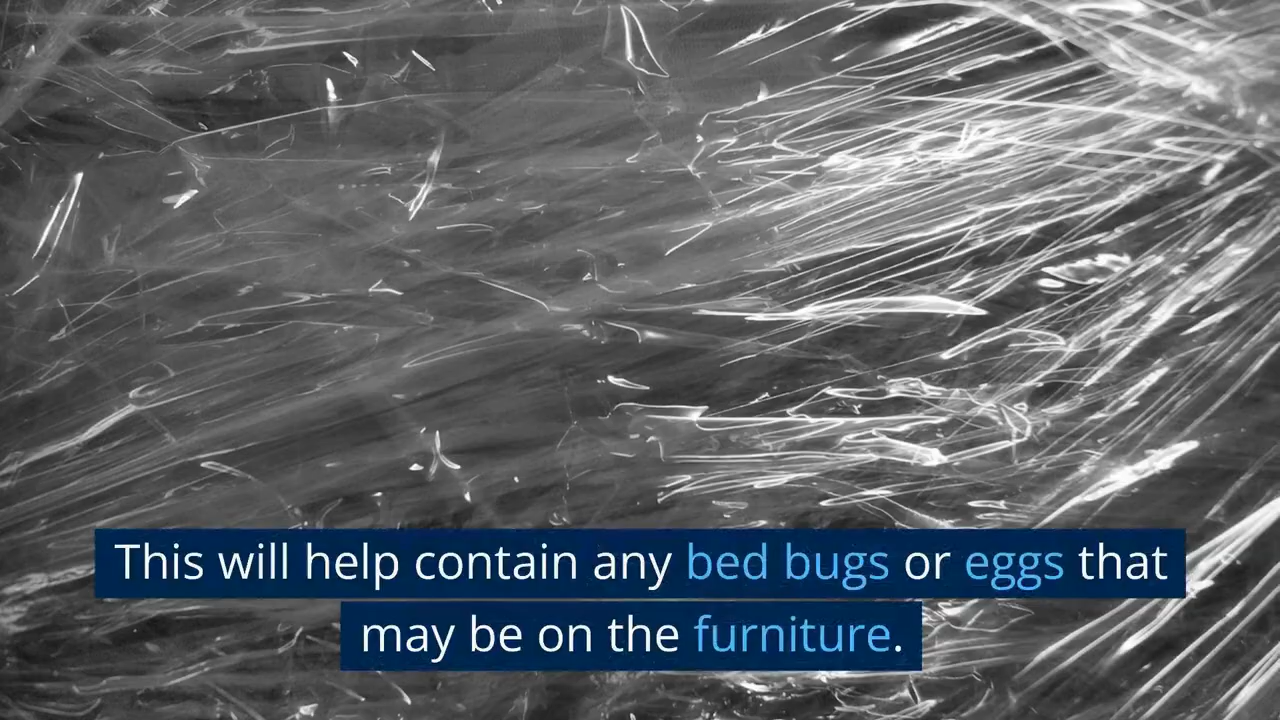 This will help contain any bed bugs or eggs that
may be on the furniture.